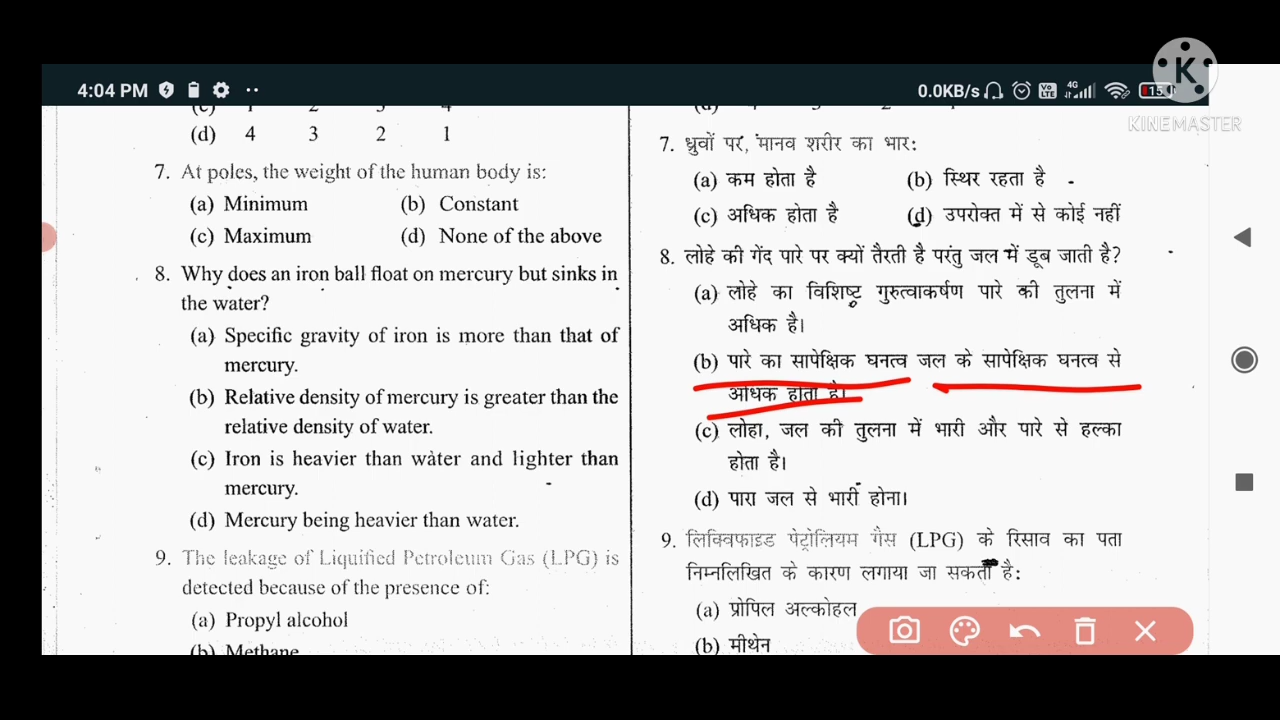 4:04 PM
0.0KB/s
4G
15
KINEMASTER
(d) 4 3 2 1
7. At poles, the weight of the human body is:
(a) Minimum (b) Constant
(c) Maximum (d) None of the above
8. Why does an iron ball float on mercury but sinks in
the water?
(a) Specific gravity of iron is more than that of
mercury.
(b) Relative density of mercury is greater than the
relative density of water.
(c) Iron is heavier than water and lighter than
mercury.
(d) Mercury being heavier than water.
9. The leakage of Liquified Petroleum Gas (LPG) is
detected because of the presence of:
(a) Propyl alcohol
(b) Methane
7. ध्रुवों पर, मानव शरीर का भार:
(a) कम होता है (b) स्थिर रहता है
(c) अधिक होता है (d) उपरोक्त में से कोई नहीं
8. लोहे की गेंद पारे पर क्यों तैरती है परंतु जल में डूब जाती है?
(a) लोहे का विशिष्ट गुरुत्वाकर्षण पारे की तुलना में
अधिक है।
(b) पारे का सापेक्षिक घनत्व जल के सापेक्षिक घनत्व से
अधिक होता है।
(c) लोहा, जल की तुलना में भारी और पारे से हल्का
होता है।
(d) पारा जल से भारी होना।
9. लिक्विफाइड पेट्रोलियम गैस (LPG) के रिसाव का पता
निम्नलिखित के कारण लगाया जा सकता है:
(a) प्रोपिल अल्कोहल
(b) मीथेन